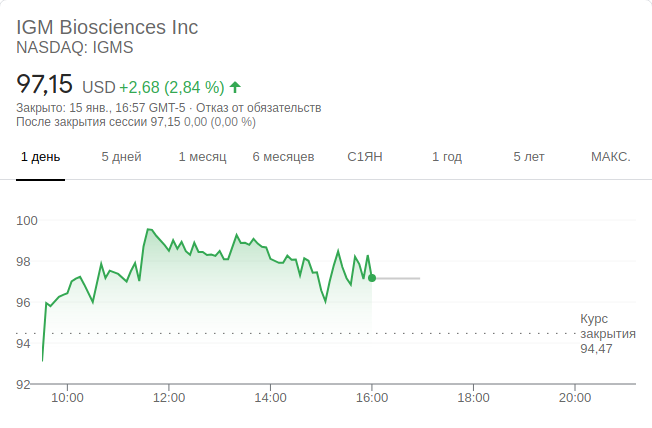 IGM Biosciences Inc
NASDAQ: IGMS
97,15 USD +2,68 (2,84 %)
Закрыто: 15 янв., 16:57 GMT-5 · Отказ от обязательств
После закрытия сессии 97,15 0,00 (0,00 %)
1 день 5 дней 1 месяц 6 месяцев С1ЯН 1 год 5 лет МАКС.
100
98
96
94
92
Курс
закрытия
94,47
10:00 12:00 14:00 16:00 18:00 20:00